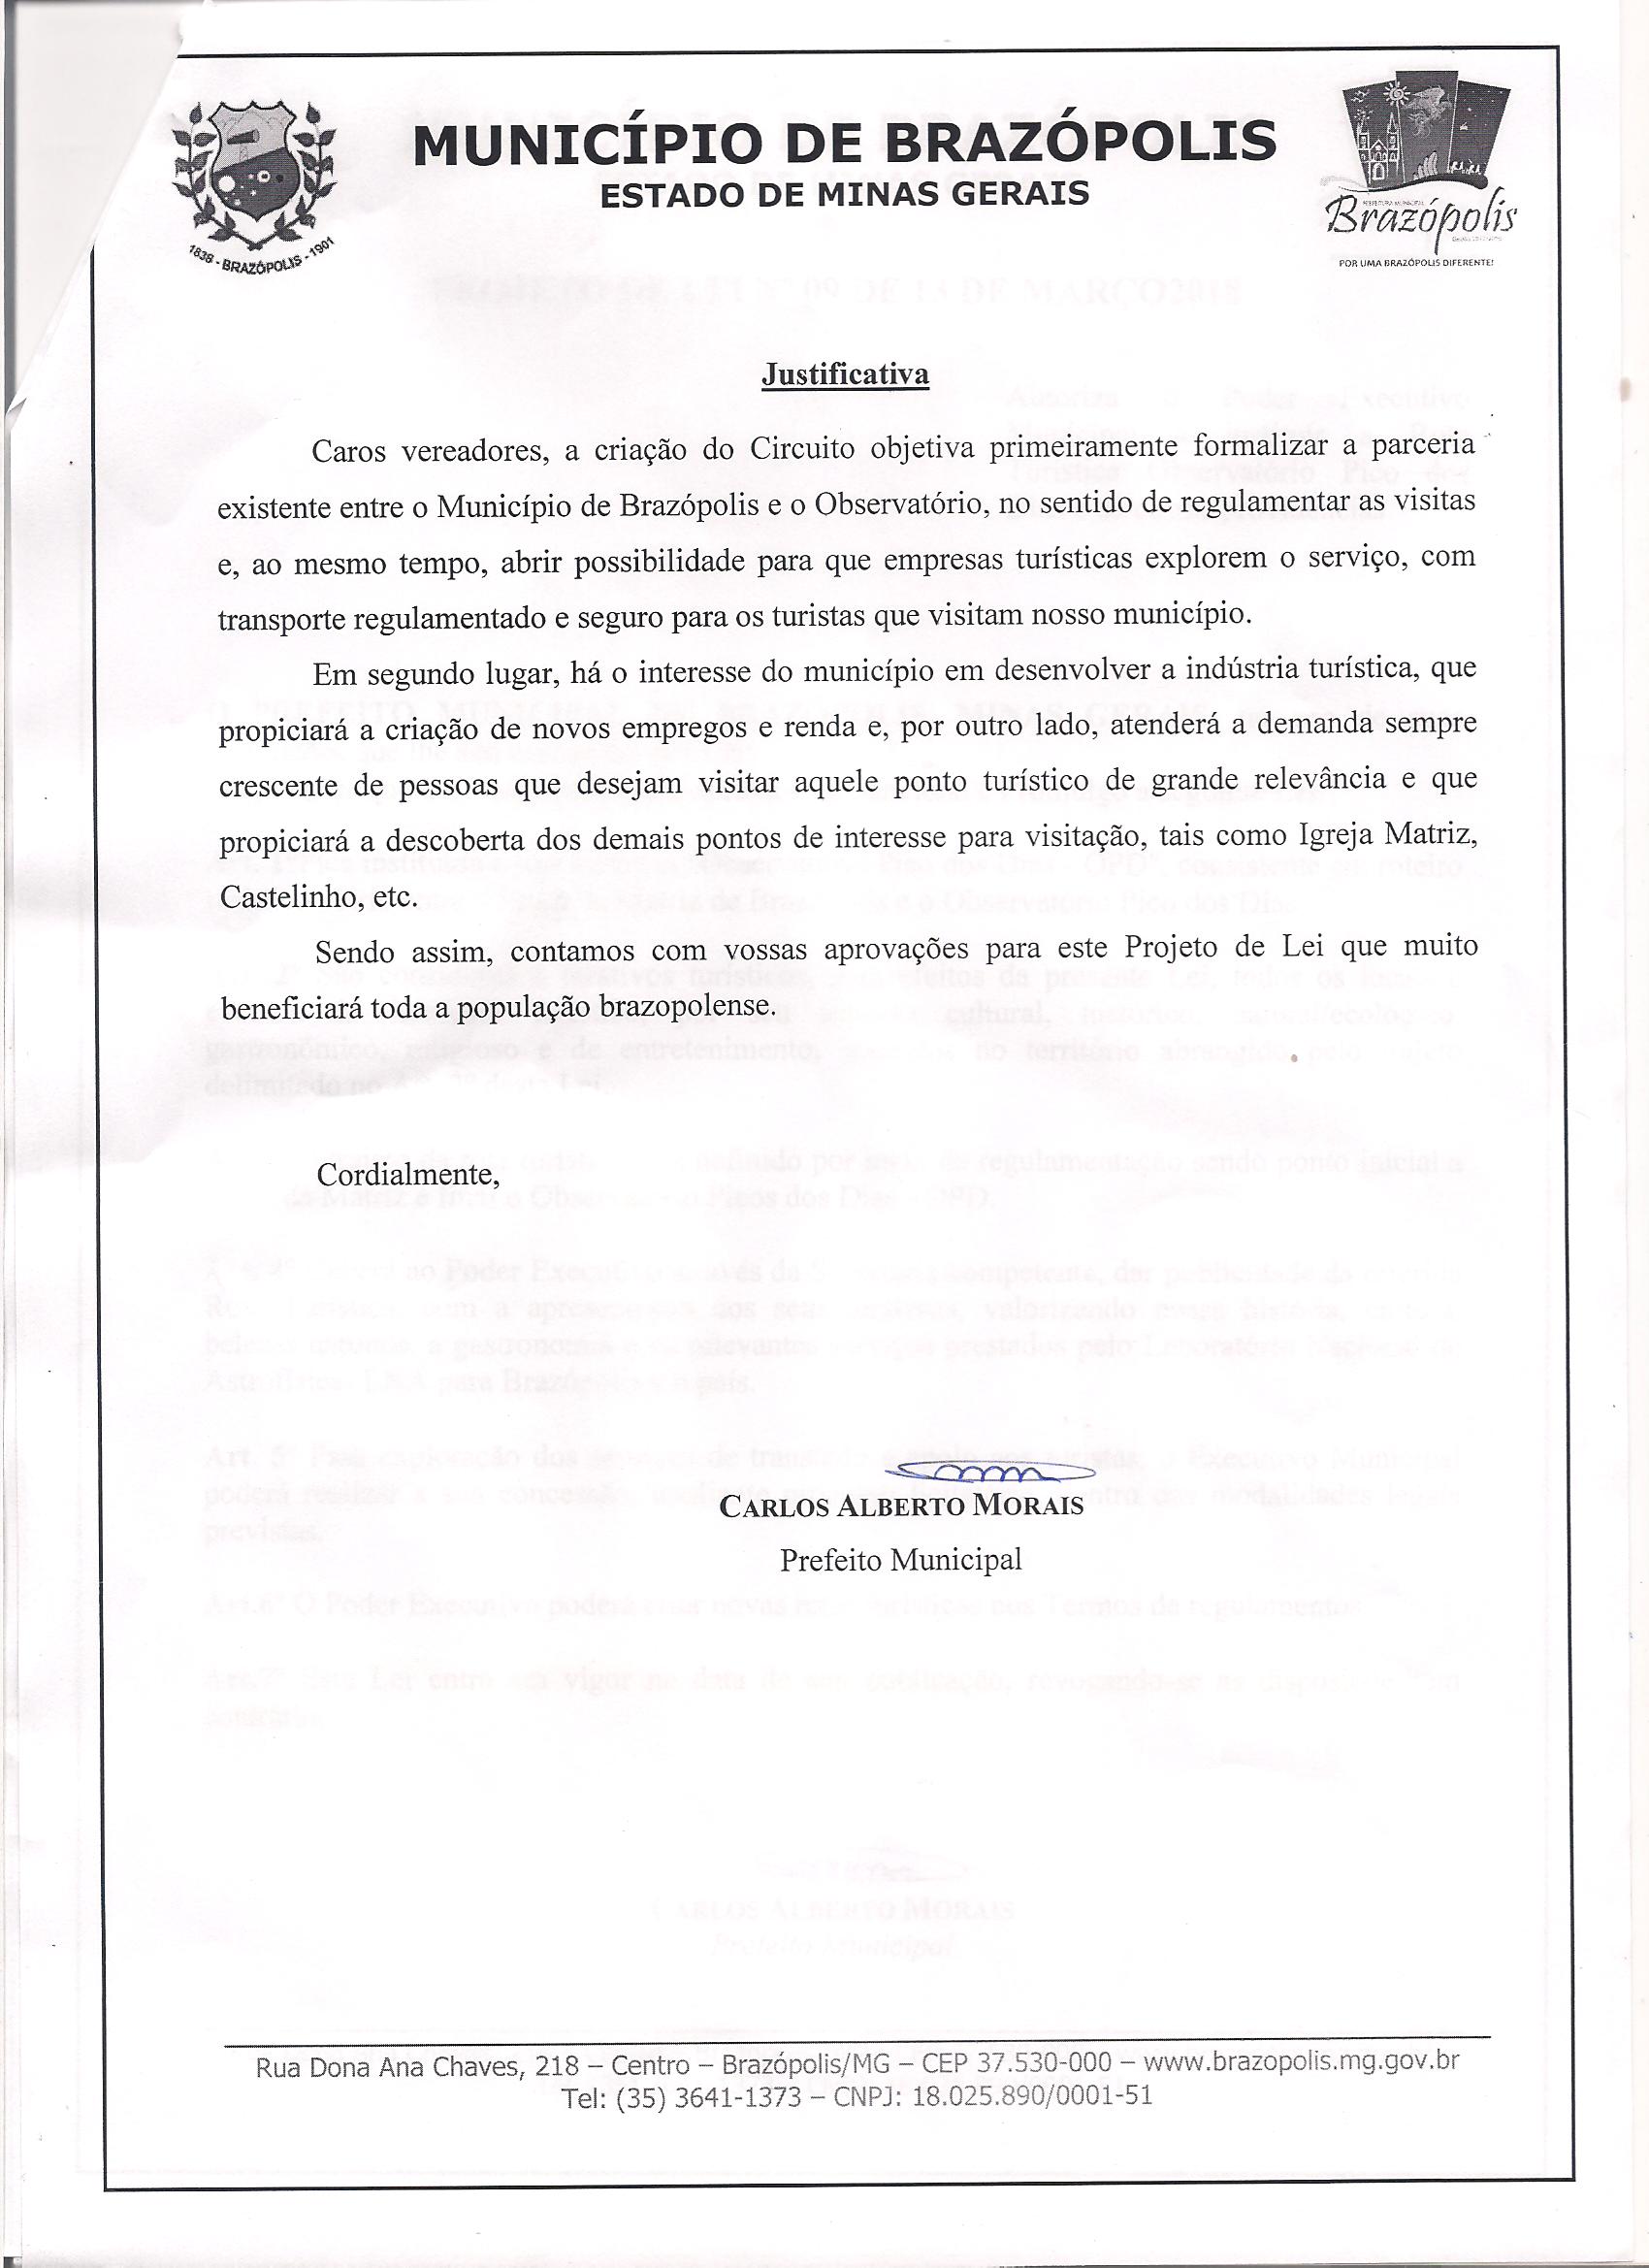 MUNICÍPIO DE BRAZÓPOLIS
ESTADO DE MINAS GERAIS
1838 - BRAZÓPOLIS - 1901
Brazópolis
POR UMA BRAZÓPOLIS DIFERENTE!
Justificativa
Caros vereadores, a criação do Circuito objetiva primeiramente formalizar a parceria
existente entre o Município de Brazópolis e o Observatório, no sentido de regulamentar as visitas
e, ao mesmo tempo, abrir possibilidade para que empresas turísticas explorem o serviço, com
transporte regulamentado e seguro para os turistas que visitam nosso município.
Em segundo lugar, há o interesse do município em desenvolver a indústria turística, que
propiciará a criação de novos empregos e renda e, por outro lado, atenderá a demanda sempre
crescente de pessoas que desejam visitar aquele ponto turístico de grande relevância e que
propiciará a descoberta dos demais pontos de interesse para visitação, tais como Igreja Matriz,
Castelinho, etc.
Sendo assim, contamos com vossas aprovações para este Projeto de Lei que muito
beneficiará toda a população brazopolense.
Cordialmente,
CARLOS ALBERTO MORAIS
Prefeito Municipal
Rua Dona Ana Chaves, 218 – Centro – Brazópolis/MG – CEP 37.530-000 – www.brazopolis.mg.gov.br
Tel: (35) 3641-1373 – CNPJ: 18.025.890/0001-51